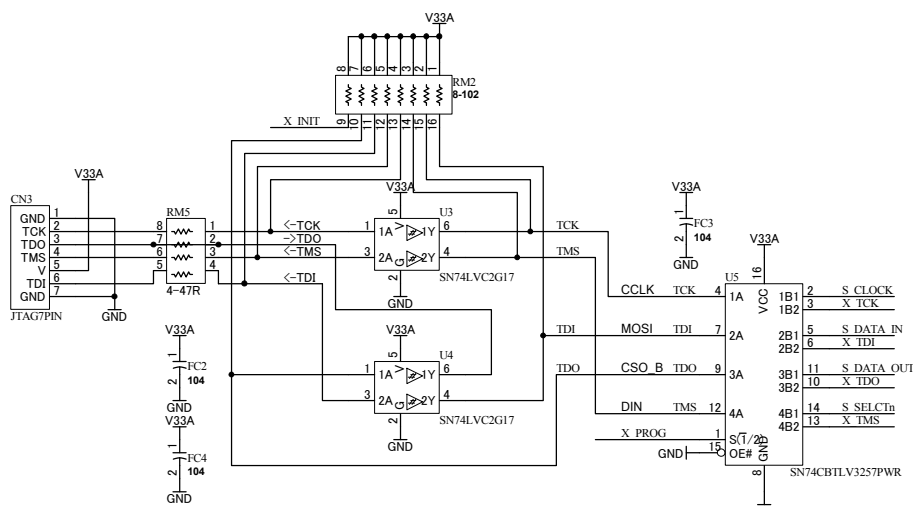 V33A
8 7 6 5 4 3 2 1
RM2
8-102
X_INIT
9 10 11 12 13 14 15 16
V33A
CN3
GND 1
TCK 2
TDO 3
TMS 4
V 5
TDI 6
GND 7
JTAG7PIN
GND
RM5
8 1
7 2
6 3
5 4
4-47R
<-TCK
->TDO
<-TMS
<-TDI
V33A
5
U3
1 1A V 1Y 6
3 2A G 2Y 4
2
SN74LVC2G17
GND
V33A
5
U4
1 1A V 1Y 6
3 2A G 2Y 4
2
SN74LVC2G17
GND
V33A
1
FC2
2 104
GND
V33A
1
FC4
2 104
GND
TCK
TMS
TDI
TDO
V33A
1
FC3
2 104
GND
V33A
U5
16
VCC
CCLK TCK 4 1A
MOSI TDI 7 2A
CSO_B TDO 9 3A
DIN TMS 12 4A
X_PROG 1 S(1/2)
GND 15 OE#
1B1 2 S_CLOCK
1B2 3 X_TCK
2B1 5 S_DATA_IN
2B2 6 X_TDI
3B1 11 S_DATA_OUT
3B2 10 X_TDO
4B1 14 S_SELCTn
4B2 13 X_TMS
GND
8
SN74CBTLV3257PWR